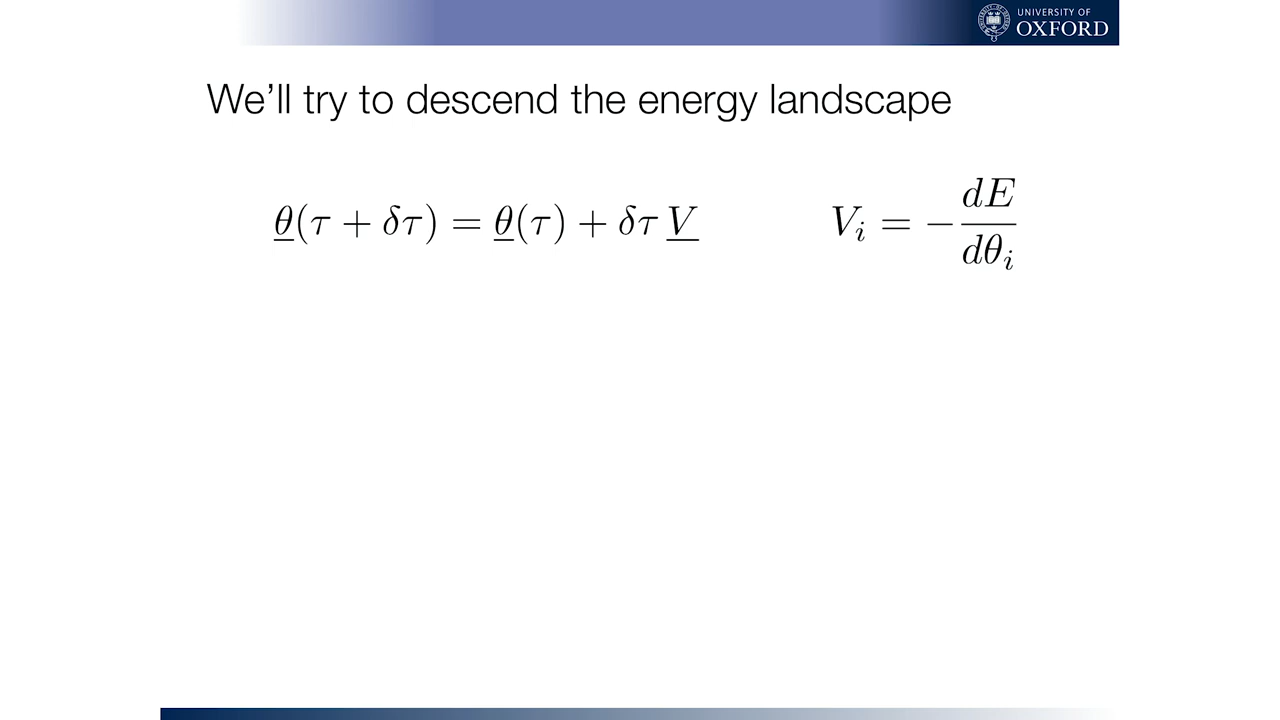 UNIVERSITY OF
OXFORD
We'll try to descend the energy landscape
θ(τ + δτ) = θ(τ) + δτ V
V_i = −dE/dθ_i